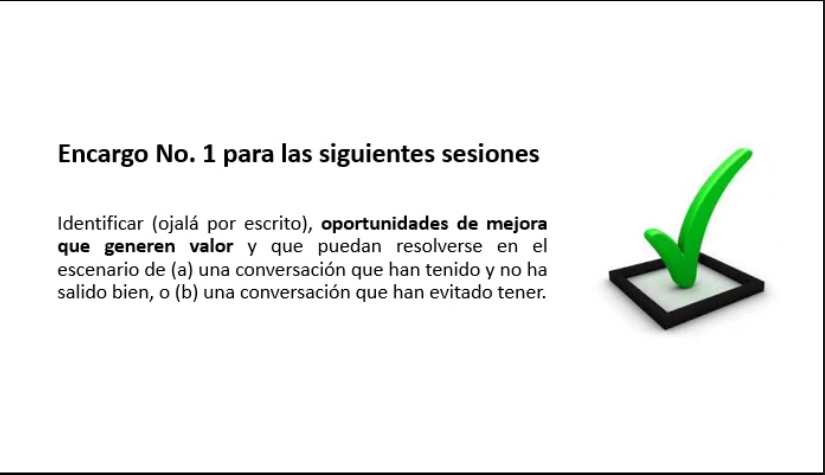 Encargo No. 1 para las siguientes sesiones
Identificar (ojalá por escrito), oportunidades de mejora
que generen valor y que puedan resolverse en el
escenario de (a) una conversación que han tenido y no ha
salido bien, o (b) una conversación que han evitado tener.